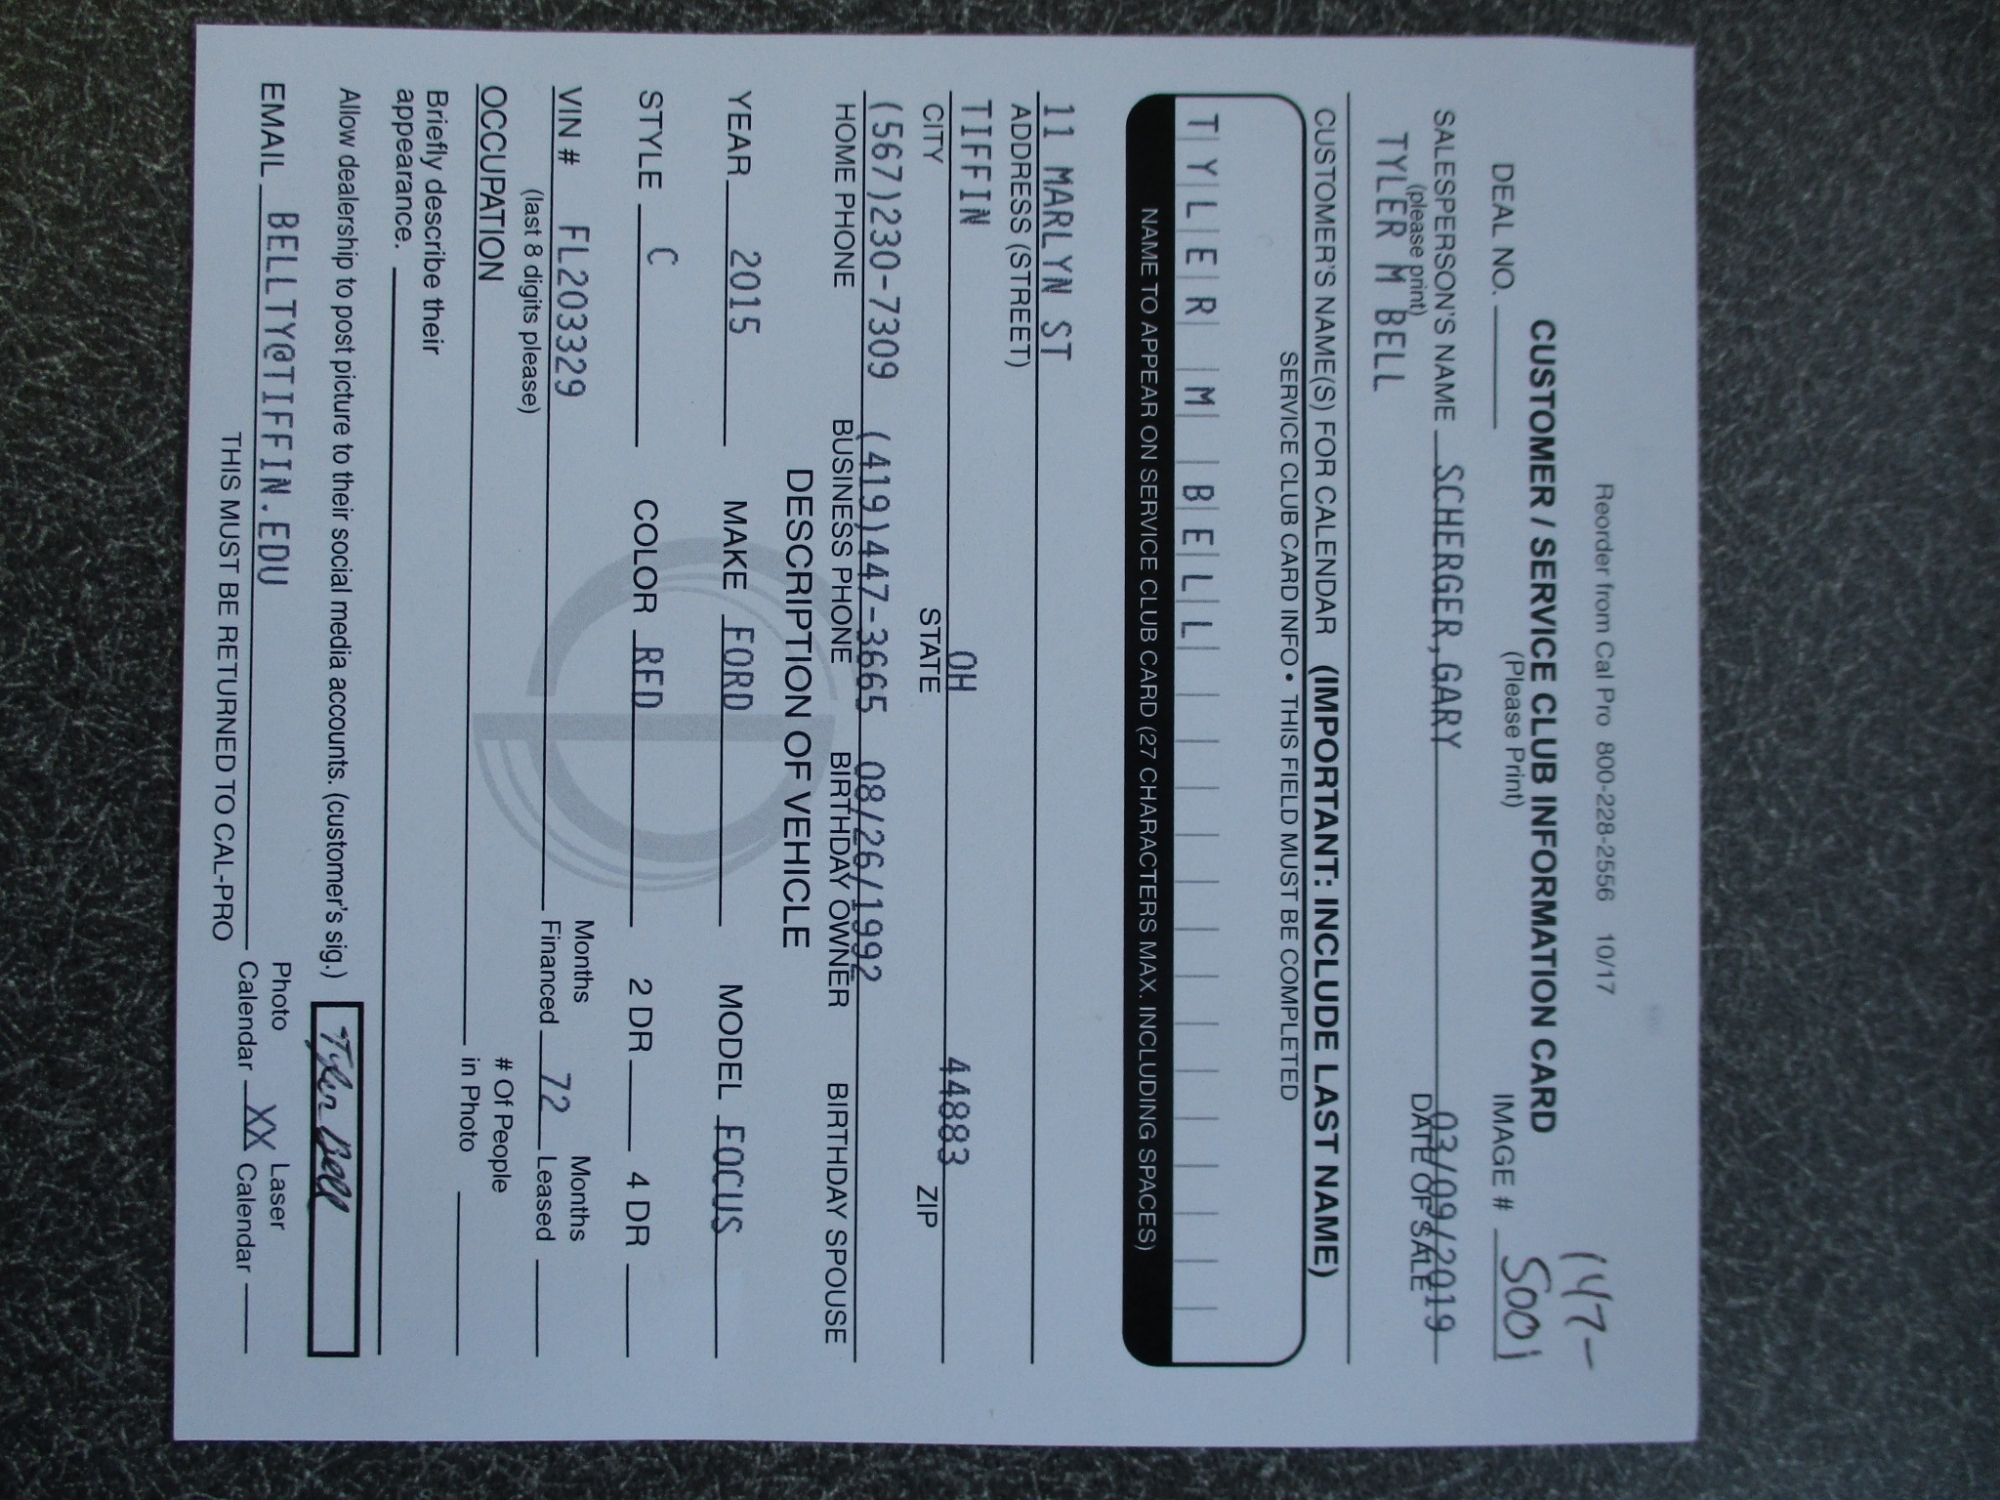 Reorder from Cal Pro 800-228-2556 10/17
147-
CUSTOMER / SERVICE CLUB INFORMATION CARD
(Please Print)
DEAL NO. IMAGE # 5001
SALESPERSON'S NAME SCHERGER,GARY 03/09/2019
(please print) DATE OF SALE
TYLER M BELL
CUSTOMER'S NAME(S) FOR CALENDAR (IMPORTANT: INCLUDE LAST NAME)
SERVICE CLUB CARD INFO • THIS FIELD MUST BE COMPLETED
TYLER M BELL
NAME TO APPEAR ON SERVICE CLUB CARD (27 CHARACTERS MAX. INCLUDING SPACES)
11 MARLYN ST
ADDRESS (STREET)
TIFFIN OH 44883
CITY STATE ZIP
(567)230-7309 (419)447-3665 08/26/1992
HOME PHONE BUSINESS PHONE BIRTHDAY OWNER BIRTHDAY SPOUSE
DESCRIPTION OF VEHICLE
YEAR 2015 MAKE FORD MODEL FOCUS
STYLE C COLOR RED 2 DR 4 DR
VIN # FL203329 Months Financed 72 Months Leased
(last 8 digits please)
OCCUPATION # Of People in Photo
Briefly describe their
appearance.
Allow dealership to post picture to their social media accounts. (customer's sig.) Tyler Bell
EMAIL BELLTY@TIFFIN.EDU Photo Calendar XX Laser Calendar
THIS MUST BE RETURNED TO CAL-PRO